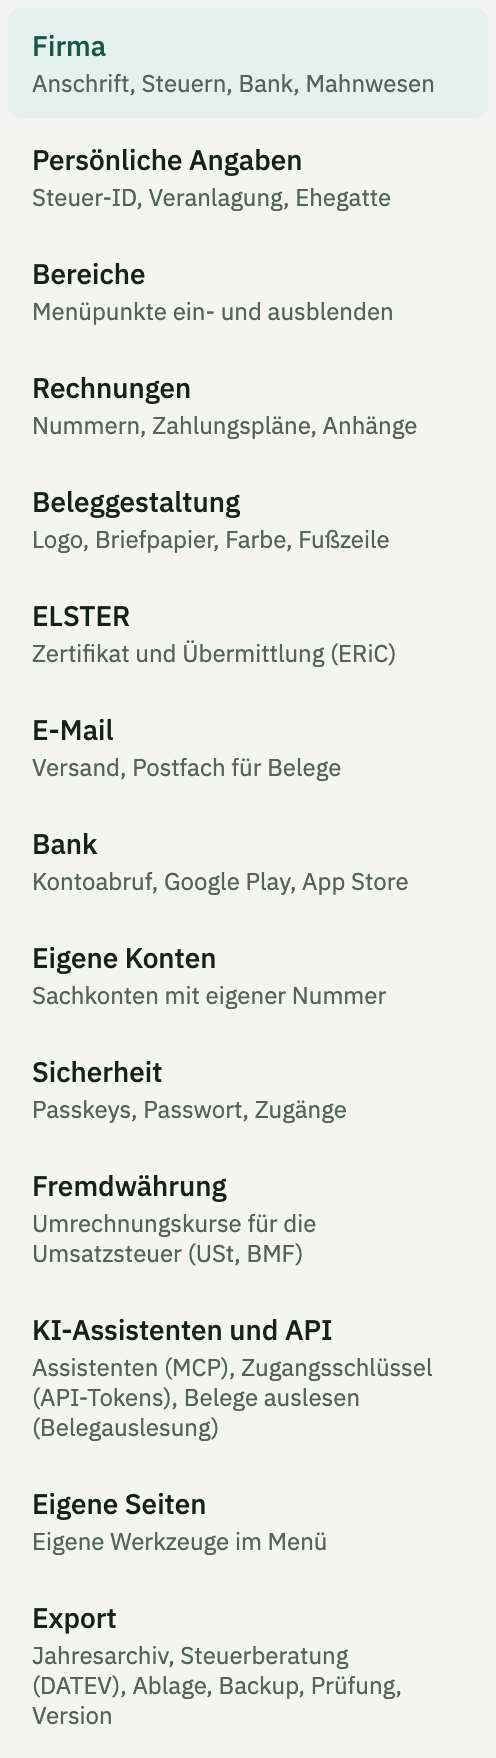 Firma
Anschrift, Steuern, Bank, Mahnwesen
Persönliche Angaben
Steuer-ID, Veranlagung, Ehegatte
Bereiche
Menüpunkte ein- und ausblenden
Rechnungen
Nummern, Zahlungspläne, Anhänge
Beleggestaltung
Logo, Briefpapier, Farbe, Fußzeile
ELSTER
Zertifikat und Übermittlung (ERiC)
E-Mail
Versand, Postfach für Belege
Bank
Kontoabruf, Google Play, App Store
Eigene Konten
Sachkonten mit eigener Nummer
Sicherheit
Passkeys, Passwort, Zugänge
Fremdwährung
Umrechnungskurse für die
Umsatzsteuer (USt, BMF)
KI-Assistenten und API
Assistenten (MCP), Zugangsschlüssel
(API-Tokens), Belege auslesen
(Belegauslesung)
Eigene Seiten
Eigene Werkzeuge im Menü
Export
Jahresarchiv, Steuerberatung
(DATEV), Ablage, Backup, Prüfung,
Version